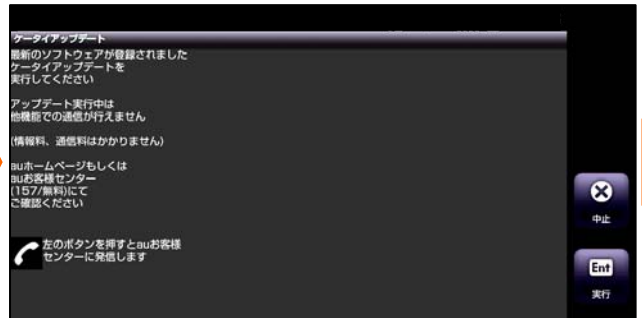 ケータイアップデート
最新のソフトウェアが登録されました
ケータイアップデートを
実行してください
アップデート実行中は
他機能での通信が行えません
(情報料、通信料はかかりません)
auホームページもしくは
auお客様センター
(157/無料)にて
ご確認ください
中止
左のボタンを押すとauお客様
センターに発信します
Ent
実行